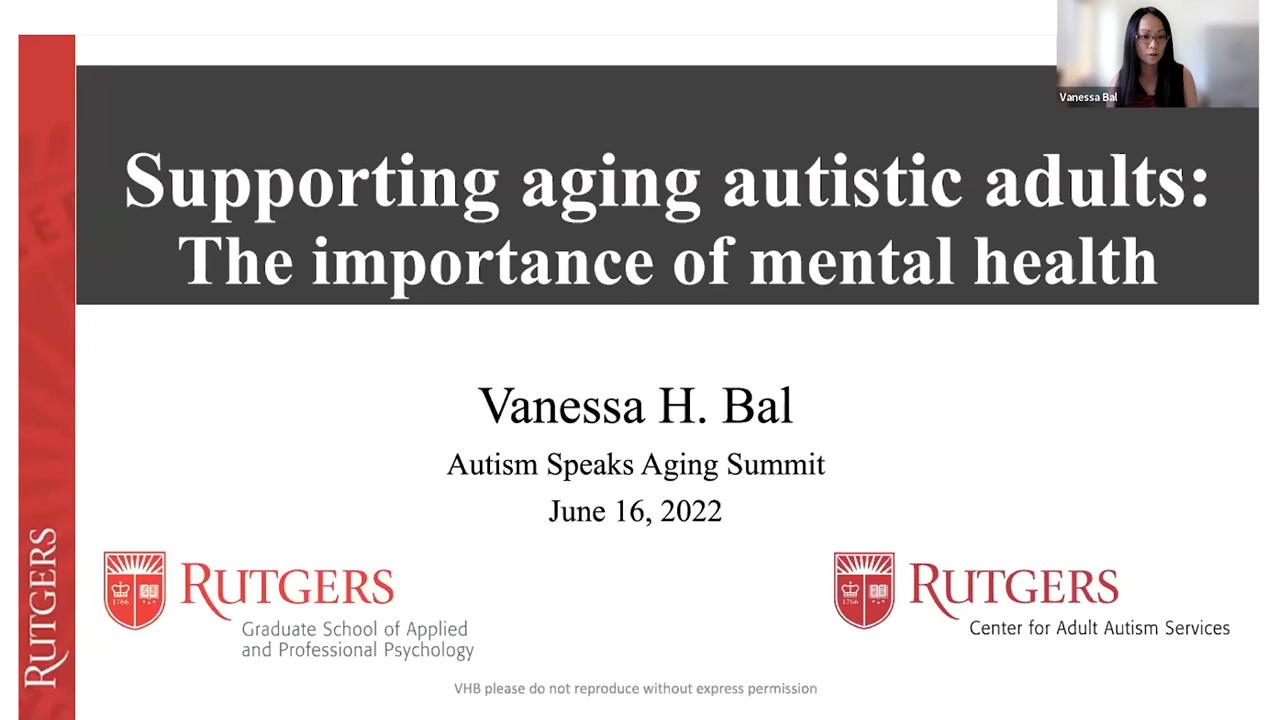 Vanessa Bal
Supporting aging autistic adults:
The importance of mental health
Vanessa H. Bal
Autism Speaks Aging Summit
June 16, 2022
RUTGERS
1766
RUTGERS
Graduate School of Applied
and Professional Psychology
1766
RUTGERS
Center for Adult Autism Services
VHB please do not reproduce without express permission